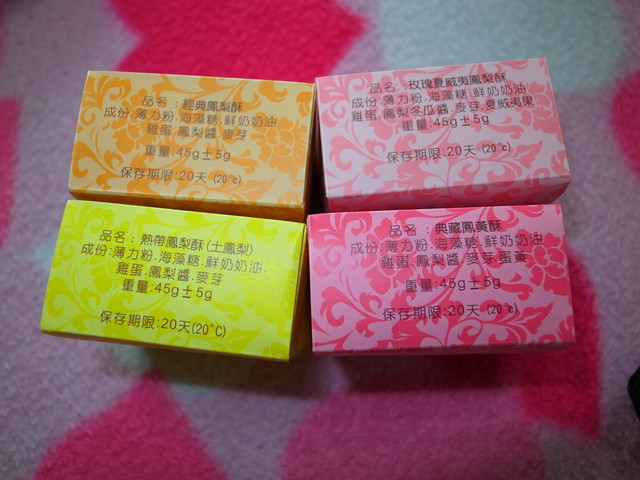 品名：經典鳳梨酥
成份：薄力粉.海藻糖.鮮奶奶油
雞蛋.鳳梨醬.麥芽
重量：45g±5g
保存期限：20天(20°c)
品名：玫瑰夏威夷鳳梨酥
成份：薄力粉.海藻糖.鮮奶奶油.
雞蛋.鳳梨冬瓜醬.麥芽.夏威夷果
重量：45g±5g
保存期限：20天(20°c)
品名：熱帶鳳梨酥(土鳳梨)
成份：薄力粉.海藻糖.鮮奶奶油.
雞蛋.鳳梨醬.麥芽
重量：45g±5g
保存期限：20天(20°C)
品名：典藏鳳黃酥
成份：薄力粉.海藻糖.鮮奶奶油
雞蛋.鳳梨醬.麥芽.蛋黃
重量：45g±5g
保存期限：20天(20°C)